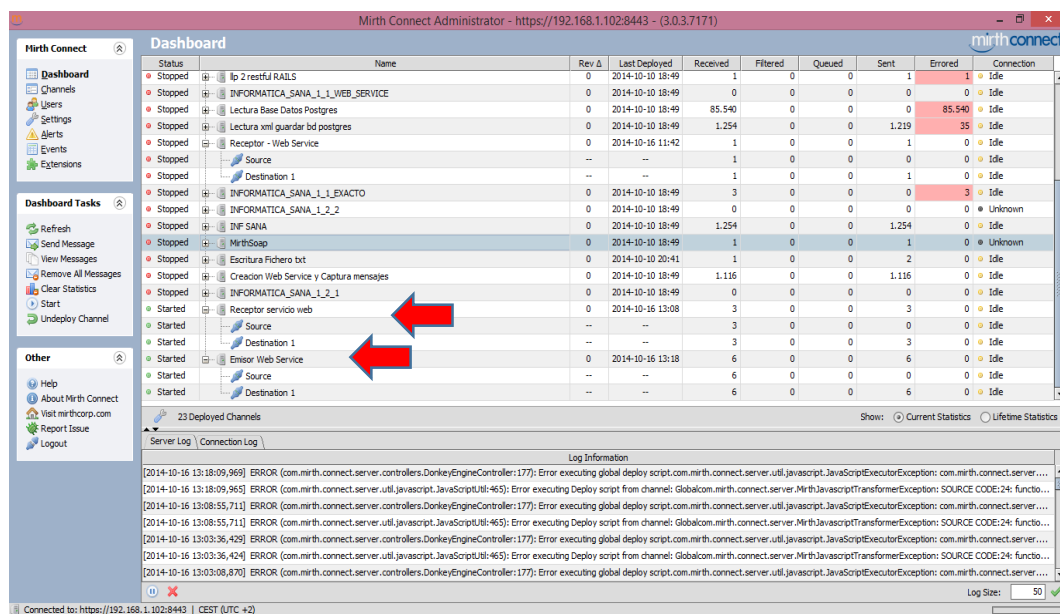 Mirth Connect Administrator - https://192.168.1.102:8443 - (3.0.3.7171)
Mirth Connect
Dashboard
Channels
Users
Settings
Alerts
Events
Extensions
Dashboard Tasks
Refresh
Send Message
View Messages
Remove All Messages
Clear Statistics
Start
Undeploy Channel
Other
Help
About Mirth Connect
Visit mirthcorp.com
Report Issue
Logout
Dashboard
mirthconnect
Status Name Rev Δ Last Deployed Received Filtered Queued Sent Errored Connection
Stopped llp 2 restful RAILS 0 2014-10-10 18:49 1 0 0 1 1 Idle
Stopped INFORMATICA_SANA_1_1_WEB_SERVICE 0 2014-10-10 18:49 0 0 0 0 0 Idle
Stopped Lectura Base Datos Postgres 0 2014-10-10 18:49 85.540 0 0 0 85.540 Idle
Stopped Lectura xml guardar bd postgres 0 2014-10-10 18:49 1.254 0 0 1.219 35 Idle
Stopped Receptor - Web Service 0 2014-10-16 11:42 1 0 0 1 0 Idle
Stopped Source -- -- 1 0 0 0 0 Idle
Stopped Destination 1 -- -- 1 0 0 1 0 Idle
Stopped INFORMATICA_SANA_1_1_EXACTO 0 2014-10-10 18:49 3 0 0 0 3 Idle
Stopped INFORMATICA_SANA_1_2_2 0 2014-10-10 18:49 0 0 0 0 0 Unknown
Stopped INF SANA 0 2014-10-10 18:49 1.254 0 0 1.254 0 Idle
Stopped MirthSoap 0 2014-10-10 18:49 1 0 0 1 0 Unknown
Stopped Escritura Fichero txt 0 2014-10-10 20:41 1 0 0 2 0 Idle
Stopped Creacion Web Service y Captura mensajes 0 2014-10-10 18:49 1.116 0 0 1.116 0 Idle
Stopped INFORMATICA_SANA_1_2_1 0 2014-10-10 18:49 0 0 0 0 0 Idle
Started Receptor servicio web 0 2014-10-16 13:08 3 0 0 3 0 Idle
Started Source -- -- 3 0 0 0 0 Idle
Started Destination 1 -- -- 3 0 0 3 0 Idle
Started Emisor Web Service 0 2014-10-16 13:18 6 0 0 6 0 Idle
Started Source -- -- 6 0 0 0 0 Idle
Started Destination 1 -- -- 6 0 0 6 0 Idle
23 Deployed Channels Show: Current Statistics Lifetime Statistics
Server Log Connection Log
Log Information
[2014-10-16 13:18:09,969] ERROR (com.mirth.connect.server.controllers.DonkeyEngineController:177): Error executing global deploy script.com.mirth.connect.server.util.javascript.JavaScriptExecutorException: com.mirth.connect.server....
[2014-10-16 13:18:09,965] ERROR (com.mirth.connect.server.util.javascript.JavaScriptUtil:465): Error executing Deploy script from channel: Globalcom.mirth.connect.server.MirthJavascriptTransformerException: SOURCE CODE:24: functio...
[2014-10-16 13:08:55,711] ERROR (com.mirth.connect.server.controllers.DonkeyEngineController:177): Error executing global deploy script.com.mirth.connect.server.util.javascript.JavaScriptExecutorException: com.mirth.connect.server....
[2014-10-16 13:08:55,711] ERROR (com.mirth.connect.server.util.javascript.JavaScriptUtil:465): Error executing Deploy script from channel: Globalcom.mirth.connect.server.MirthJavascriptTransformerException: SOURCE CODE:24: functio...
[2014-10-16 13:03:36,429] ERROR (com.mirth.connect.server.controllers.DonkeyEngineController:177): Error executing global deploy script.com.mirth.connect.server.util.javascript.JavaScriptExecutorException: com.mirth.connect.server....
[2014-10-16 13:03:36,424] ERROR (com.mirth.connect.server.util.javascript.JavaScriptUtil:465): Error executing Deploy script from channel: Globalcom.mirth.connect.server.MirthJavascriptTransformerException: SOURCE CODE:24: functio...
[2014-10-16 13:03:08,870] ERROR (com.mirth.connect.server.controllers.DonkeyEngineController:177): Error executing global deploy script.com.mirth.connect.server.util.javascript.JavaScriptExecutorException: com.mirth.connect.server....
Log Size: 50
Connected to: https://192.168.1.102:8443 | CEST (UTC +2)